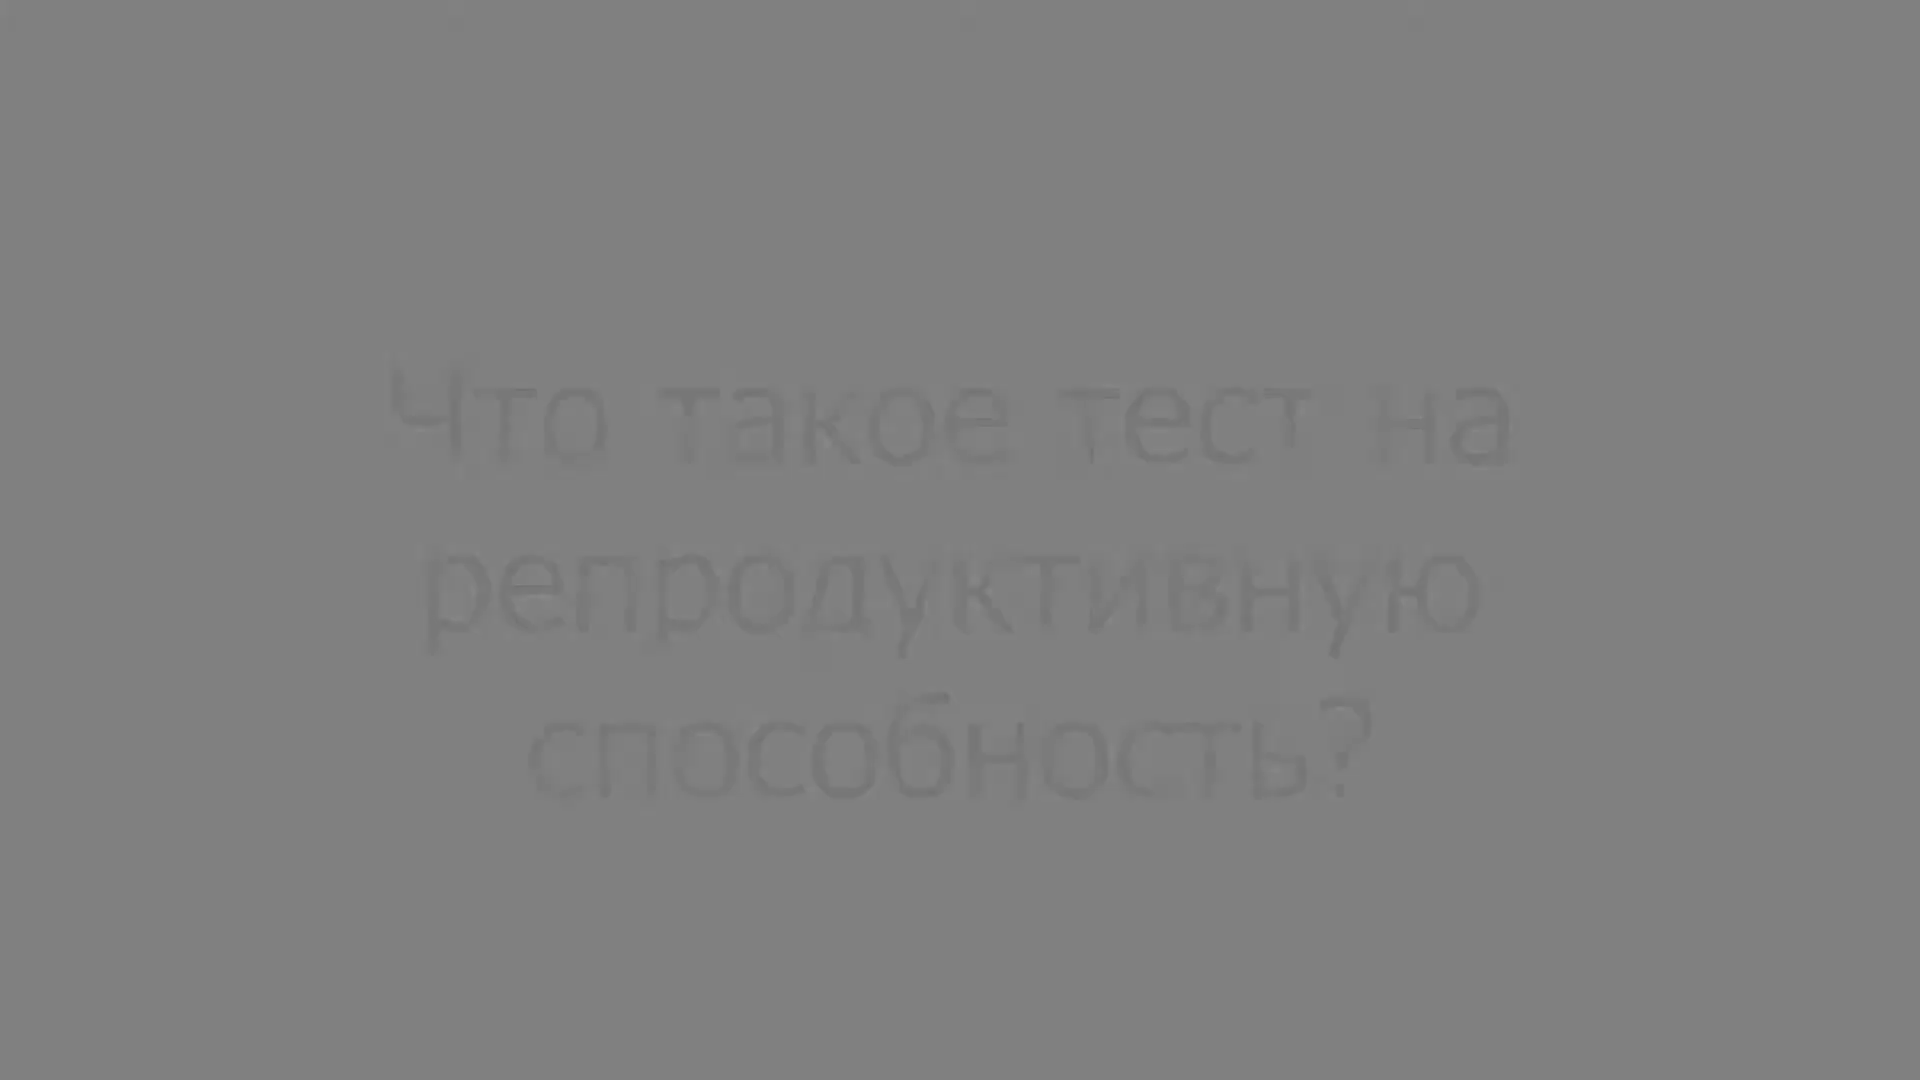 Что такое тест на
репродуктивную
способность?